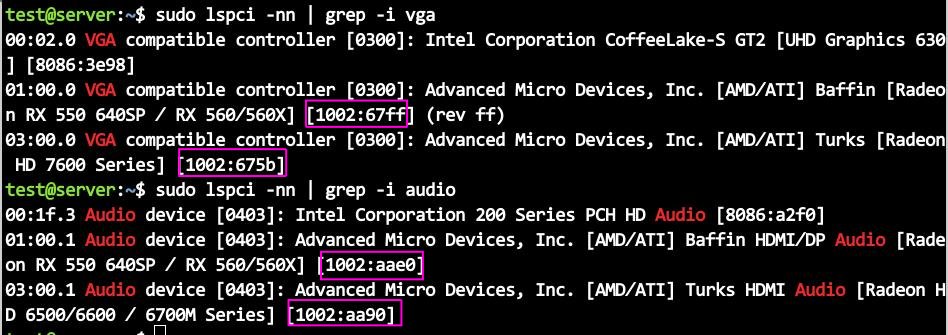 test@server:~$ sudo lspci -nn | grep -i vga
00:02.0 VGA compatible controller [0300]: Intel Corporation CoffeeLake-S GT2 [UHD Graphics 630
] [8086:3e98]
01:00.0 VGA compatible controller [0300]: Advanced Micro Devices, Inc. [AMD/ATI] Baffin [Radeo
n RX 550 640SP / RX 560/560X] [1002:67ff] (rev ff)
03:00.0 VGA compatible controller [0300]: Advanced Micro Devices, Inc. [AMD/ATI] Turks [Radeon
 HD 7600 Series] [1002:675b]
test@server:~$ sudo lspci -nn | grep -i audio
00:1f.3 Audio device [0403]: Intel Corporation 200 Series PCH HD Audio [8086:a2f0]
01:00.1 Audio device [0403]: Advanced Micro Devices, Inc. [AMD/ATI] Baffin HDMI/DP Audio [Rade
on RX 550 640SP / RX 560/560X] [1002:aae0]
03:00.1 Audio device [0403]: Advanced Micro Devices, Inc. [AMD/ATI] Turks HDMI Audio [Radeon H
D 6500/6600 / 6700M Series] [1002:aa90]
test@server:~$